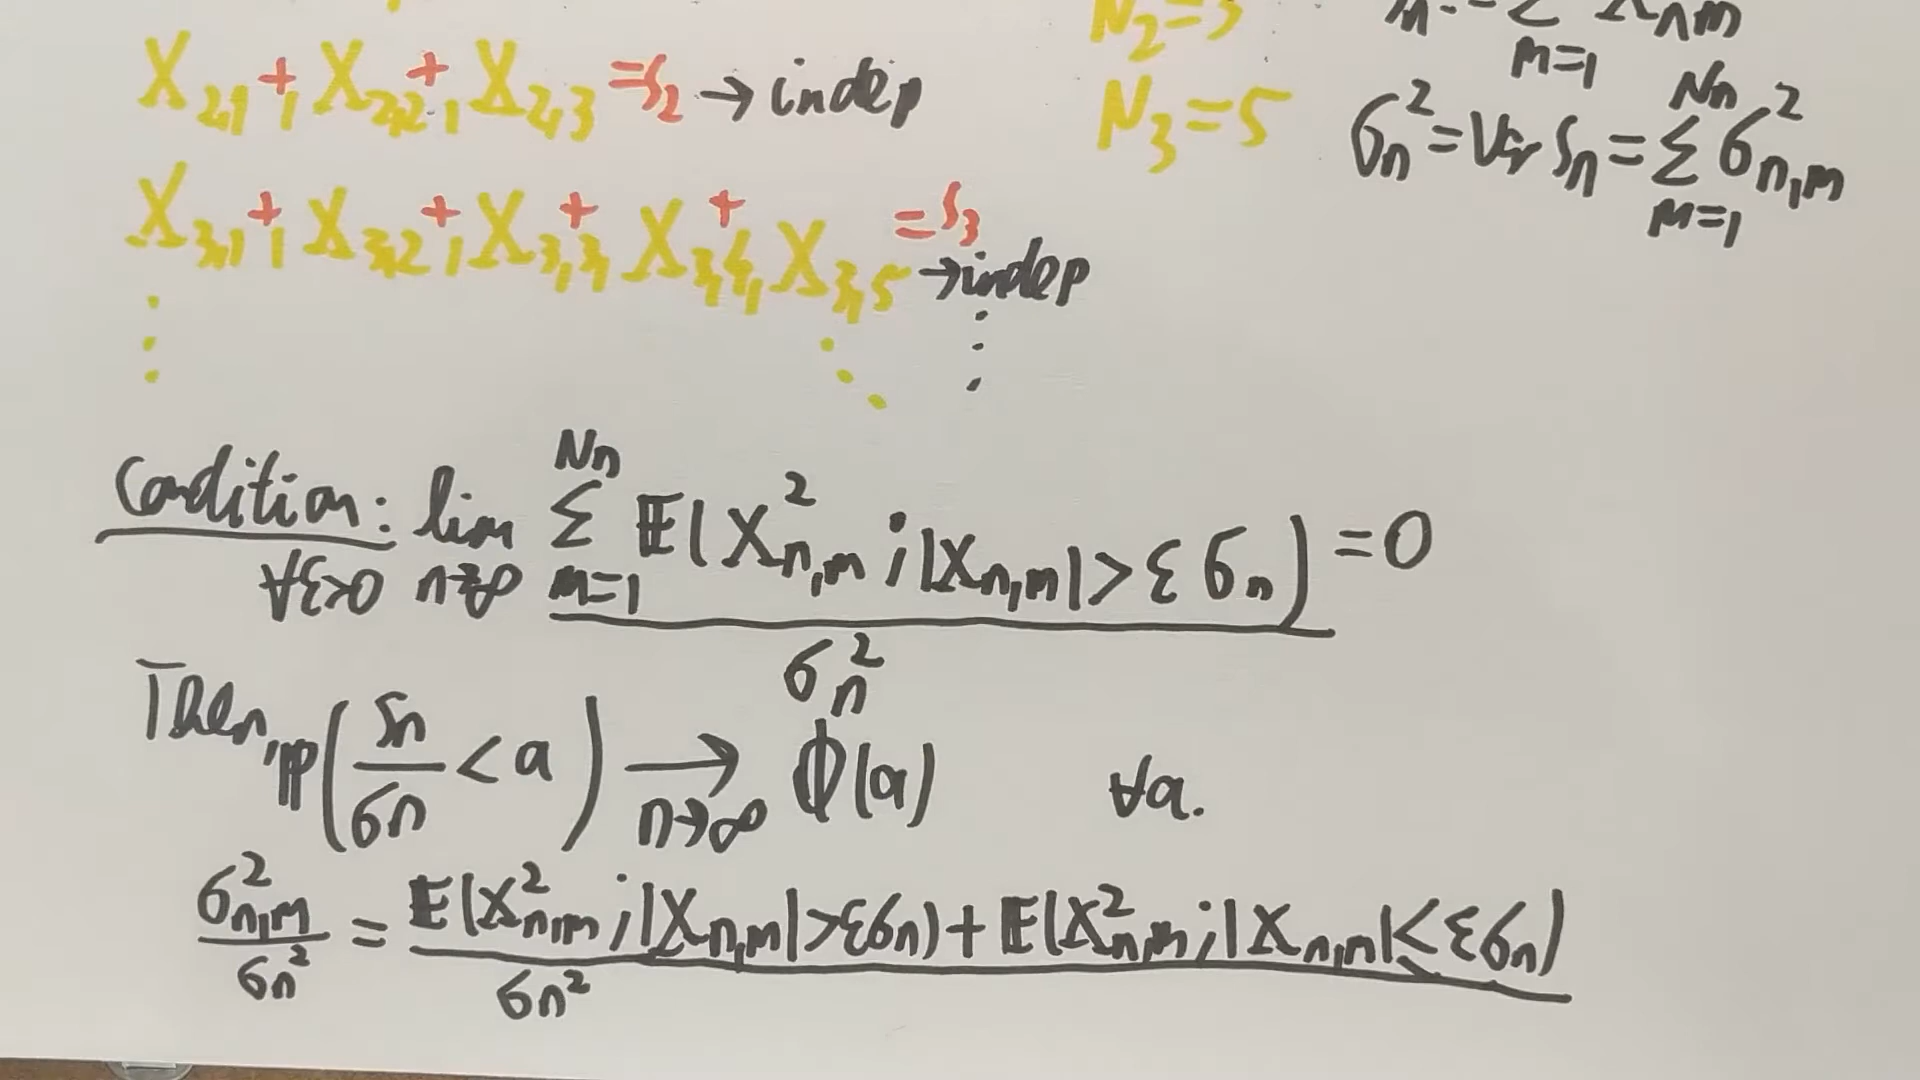 X_{2,1} + , X_{2,2} + , X_{2,3} = S_2 → indep
N_2 = 3
m=1
N_3 = 5
σ_n^2 = Var S_n = Σ_{m=1}^{N_n} σ_{n,m}^2
X_{3,1} + , X_{3,2} + , X_{3,3} + , X_{3,4} + , X_{3,5} = S_3 → indep
Condition: ∀ε>0 lim_{n→∞} Σ_{m=1}^{N_n} E(X_{n,m}^2 ; |X_{n,m}| > ε σ_n) / σ_n^2 = 0
Then, P(S_n / σ_n < a) →_{n→∞} Φ(a) ∀a.
σ_{n,m}^2 / σ_n^2 = E(X_{n,m}^2 ; |X_{n,m}| > ε σ_n) + E(X_{n,m}^2 ; |X_{n,m}| ≤ ε σ_n) / σ_n^2